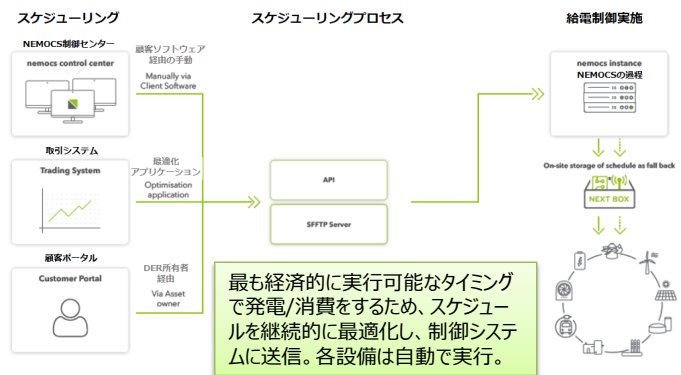 スケジューリング
スケジューリングプロセス
給電制御実施
NEMOCS制御センター
nemocs control center
顧客ソフトウェア
経由の手動
Manually via
Client Software
取引システム
Trading System
最適化
アプリケーション
Optimisation
application
顧客ポータル
Customer Portal
DER所有者
経由
Via Asset
owner
API
SFFTP Server
nemocs instance
NEMOCSの過程
On-site storage of schedule as fall back
NEXT BOX
最も経済的に実行可能なタイミング
で発電/消費をするため、スケジュー
ルを継続的に最適化し、制御システ
ムに送信。各設備は自動で実行。